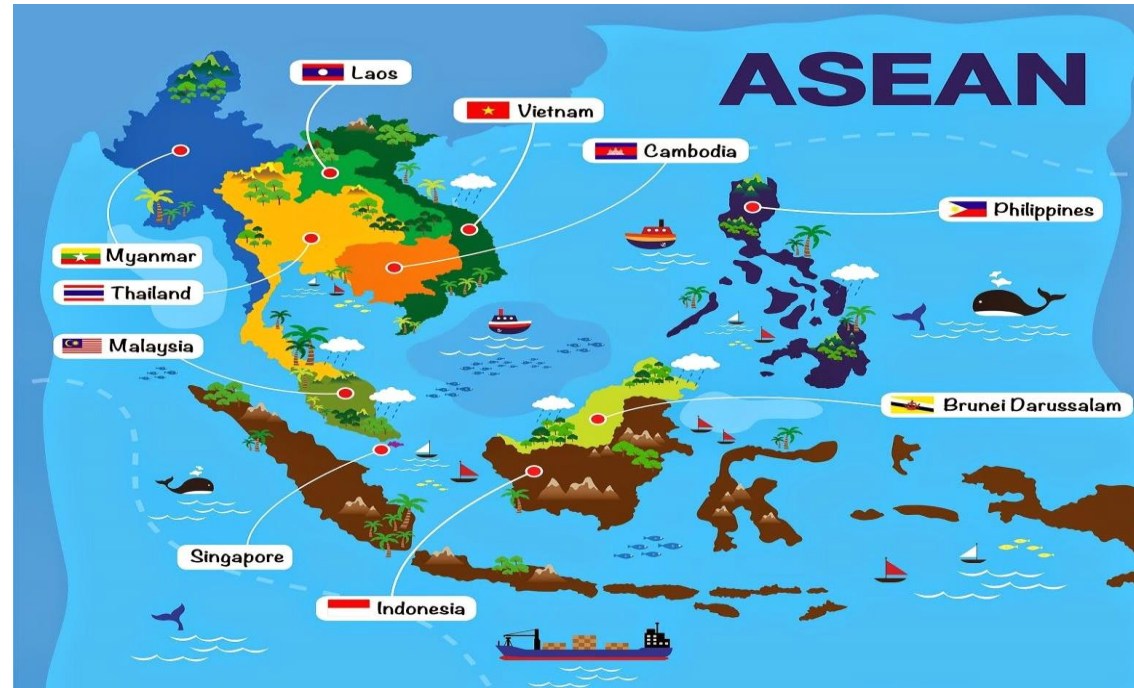 ASEAN
Laos
Vietnam
Cambodia
Philippines
Myanmar
Thailand
Malaysia
Brunei Darussalam
Singapore
Indonesia